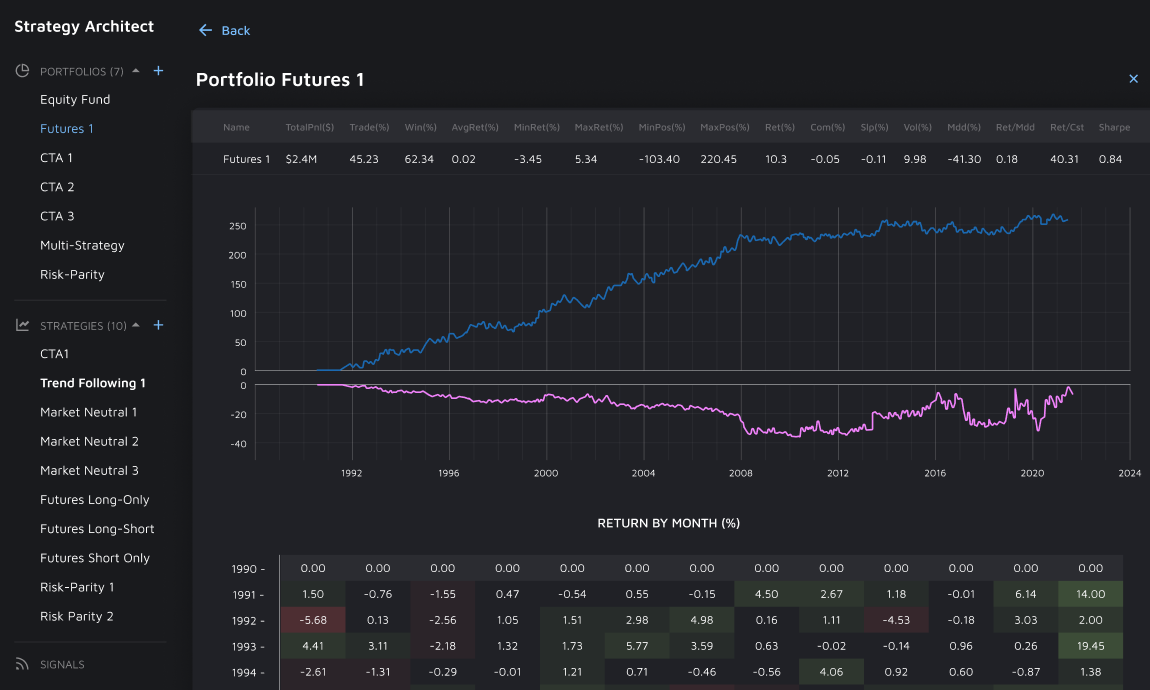 Strategy Architect
PORTFOLIOS (7)
Equity Fund
Futures 1
CTA 1
CTA 2
CTA 3
Multi-Strategy
Risk-Parity
STRATEGIES (10)
CTA1
Trend Following 1
Market Neutral 1
Market Neutral 2
Market Neutral 3
Futures Long-Only
Futures Long-Short
Futures Short Only
Risk-Parity 1
Risk Parity 2
SIGNALS
Back
Portfolio Futures 1
Name TotalPnl($) Trade(%) Win(%) AvgRet(%) MinRet(%) MaxRet(%) MinPos(%) MaxPos(%) Ret(%) Com(%) Slp(%) Vol(%) Mdd(%) Ret/Mdd Ret/Cst Sharpe
Futures 1 $2.4M 45.23 62.34 0.02 -3.45 5.34 -103.40 220.45 10.3 -0.05 -0.11 9.98 -41.30 0.18 40.31 0.84
250
200
150
100
50
0
0
-20
-40
1992 1996 2000 2004 2008 2012 2016 2020 2024
RETURN BY MONTH (%)
1990 - 0.00 0.00 0.00 0.00 0.00 0.00 0.00 0.00 0.00 0.00 0.00 0.00 0.00
1991 - 1.50 -0.76 -1.55 0.47 -0.54 0.55 -0.15 4.50 2.67 1.18 -0.01 6.14 14.00
1992 - -5.68 0.13 -2.56 1.05 1.51 2.98 4.98 0.16 1.11 -4.53 -0.18 3.03 2.00
1993 - 4.41 3.11 -2.18 1.32 1.73 5.77 3.59 0.63 -0.02 -0.14 0.96 0.26 19.45
1994 - -2.61 -1.31 -0.29 -0.01 1.21 0.71 -0.46 -0.56 4.06 0.92 0.60 -0.87 1.38